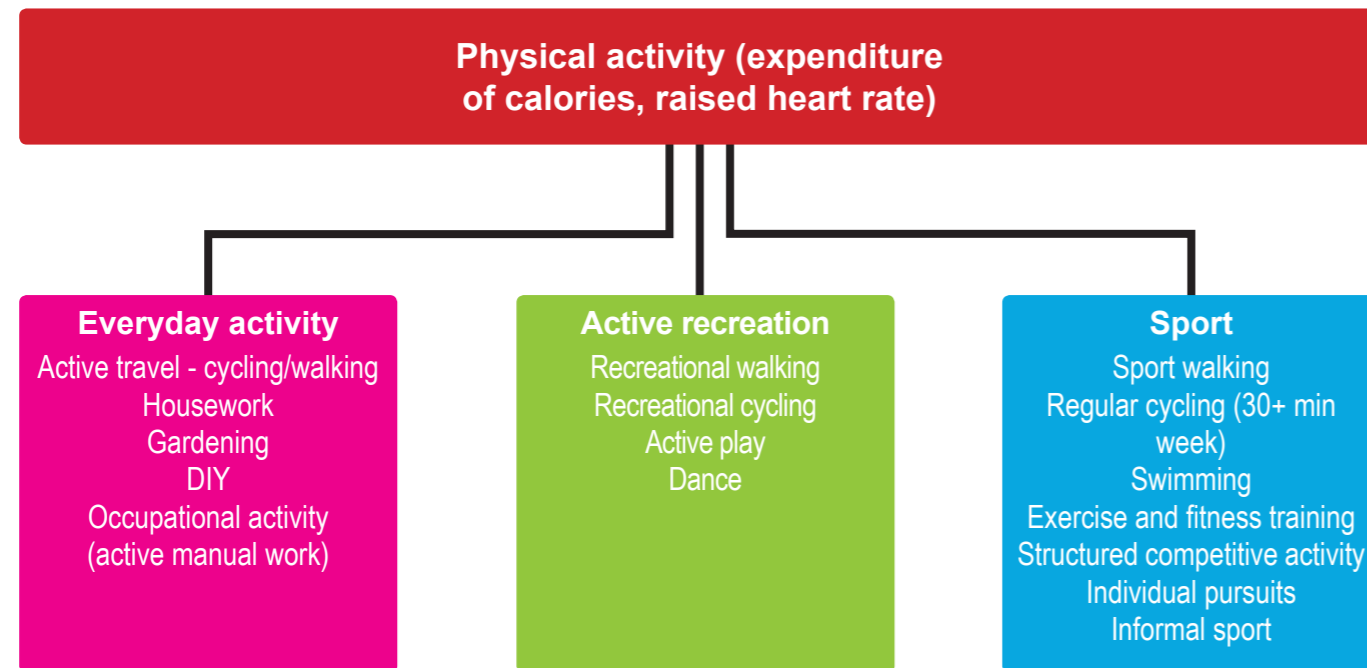 Physical activity (expenditure
of calories, raised heart rate)
Everyday activity
Active travel - cycling/walking
Housework
Gardening
DIY
Occupational activity
(active manual work)
Active recreation
Recreational walking
Recreational cycling
Active play
Dance
Sport
Sport walking
Regular cycling (30+ min
week)
Swimming
Exercise and fitness training
Structured competitive activity
Individual pursuits
Informal sport